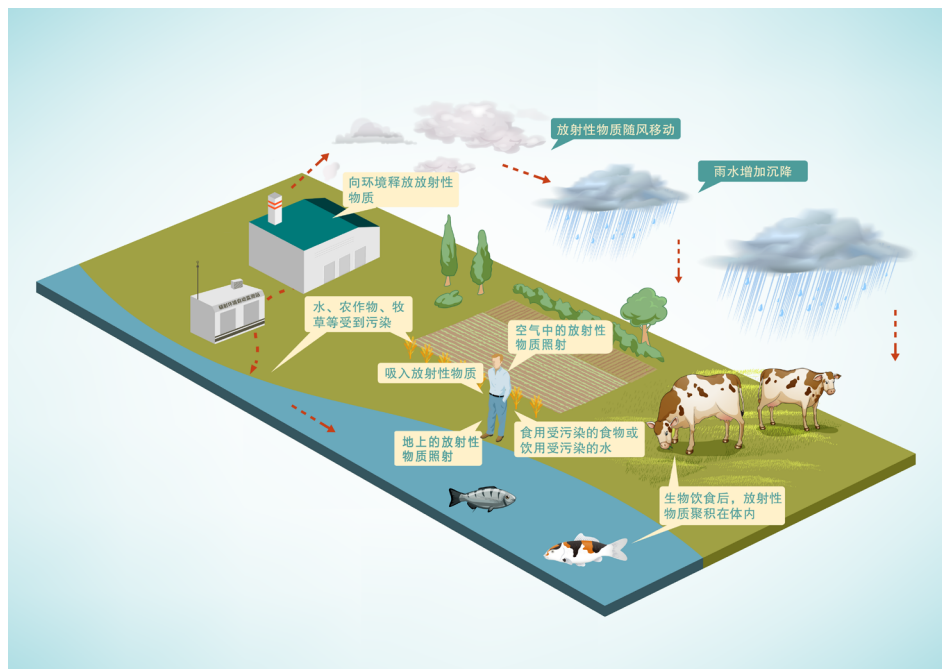 放射性物质随风移动
雨水增加沉降
向环境释放放射性
物质
水、农作物、牧
草等受到污染
空气中的放射性
物质照射
吸入放射性物质
地上的放射性
物质照射
食用受污染的食物或
饮用受污染的水
生物饮食后，放射性
物质聚积在体内